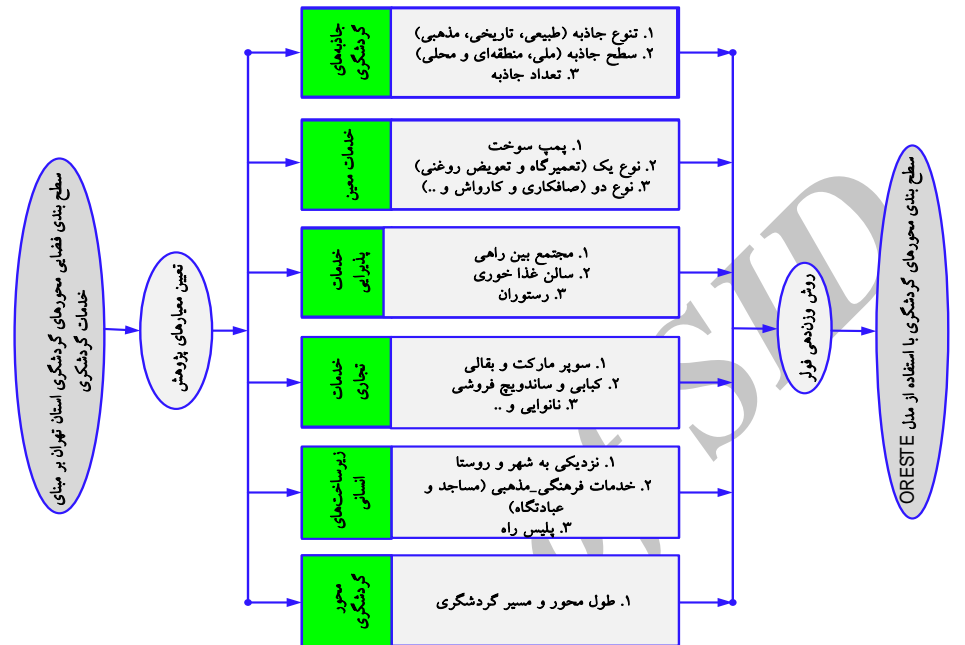 سطح بندی فضایی محورهای گردشگری استان تهران بر مبنای
خدمات گردشگری
تعیین معیارهای پژوهش
جاذبه‌های
گردشگری
۱. تنوع جاذبه (طبیعی، تاریخی، مذهبی)
۲. سطح جاذبه (ملی، منطقه‌ای و محلی)
۳. تعداد جاذبه
خدمات معین
۱. پمپ سوخت
۲. نوع یک (تعمیرگاه و تعویض روغنی)
۳. نوع دو (صافکاری و کارواش و ..)
خدمات
پذیرایی
۱. مجتمع بین راهی
۲. سالن غذا خوری
۳. رستوران
خدمات
تجاری
۱. سوپر مارکت و بقالی
۲. کبابی و ساندویچ فروشی
۳. نانوایی و ..
زیرساخت‌های
انسانی
۱. نزدیکی به شهر و روستا
۲. خدمات فرهنگی_مذهبی (مساجد و
عبادتگاه)
۳. پلیس راه
محور
گردشگری
۱. طول محور و مسیر گردشگری
روش وزن‌دهی فولر
سطح بندی محورهای گردشگری با استفاده از مدل ORESTE
of SID